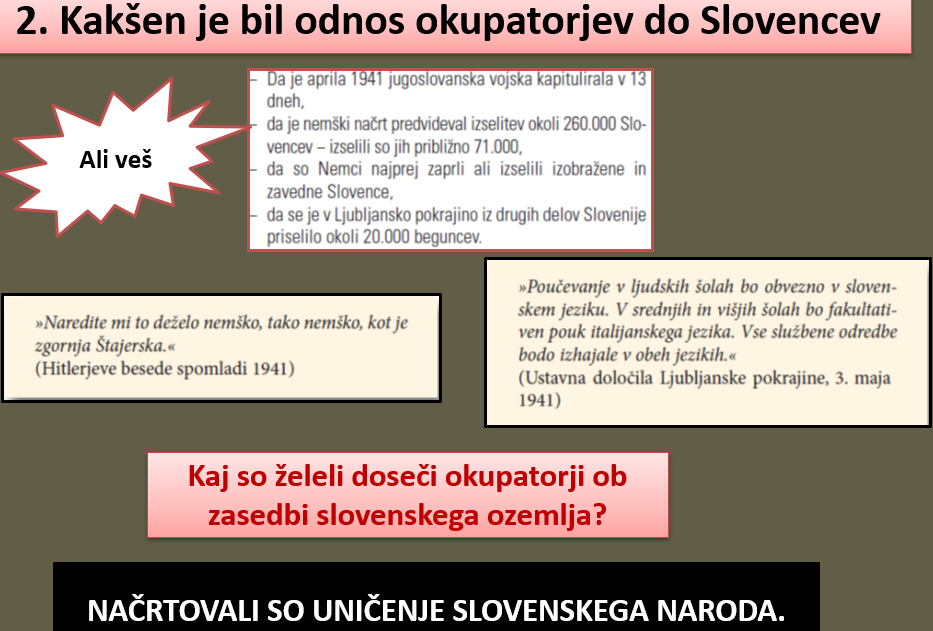 2. Kakšen je bil odnos okupatorjev do Slovencev
Ali veš
– Da je aprila 1941 jugoslovanska vojska kapitulirala v 13
dneh,
– da je nemški načrt predvideval izselitev okoli 260.000 Slo-
vencev – izselili so jih približno 71.000,
– da so Nemci najprej zaprli ali izselili izobražene in
zavedne Slovence,
– da se je v Ljubljansko pokrajino iz drugih delov Slovenije
priselilo okoli 20.000 beguncev.
»Naredite mi to deželo nemško, tako nemško, kot je
zgornja Štajerska.«
(Hitlerjeve besede spomladi 1941)
»Poučevanje v ljudskih šolah bo obvezno v sloven-
skem jeziku. V srednjih in višjih šolah bo fakultati-
ven pouk italijanskega jezika. Vse službene odredbe
bodo izhajale v obeh jezikih.«
(Ustavna določila Ljubljanske pokrajine, 3. maja
1941)
Kaj so želeli doseči okupatorji ob
zasedbi slovenskega ozemlja?
NAČRTOVALI SO UNIČENJE SLOVENSKEGA NARODA.